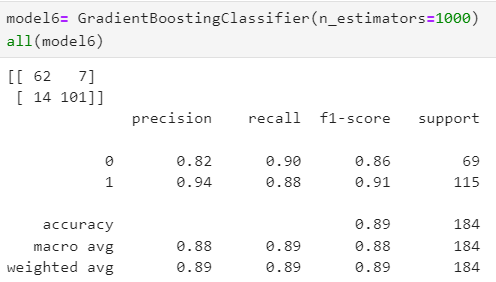 model6= GradientBoostingClassifier(n_estimators=1000)
all(model6)
[[ 62   7]
 [ 14 101]]
              precision    recall  f1-score   support

           0       0.82      0.90      0.86        69
           1       0.94      0.88      0.91       115

    accuracy                           0.89       184
   macro avg       0.88      0.89      0.88       184
weighted avg       0.89      0.89      0.89       184